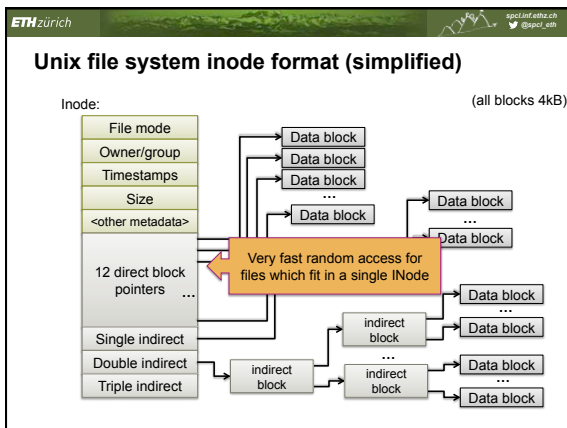 ETH zürich
spcl.inf.ethz.ch
@spcl_eth
Unix file system inode format (simplified)
Inode:
(all blocks 4kB)
File mode
Owner/group
Timestamps
Size
<other metadata>
12 direct block
pointers
...
Single indirect
Double indirect
Triple indirect
Data block
Data block
Data block
...
Data block
Data block
...
Data block
Very fast random access for
files which fit in a single INode
indirect
block
indirect
block
...
indirect
block
Data block
...
Data block
Data block
...
Data block